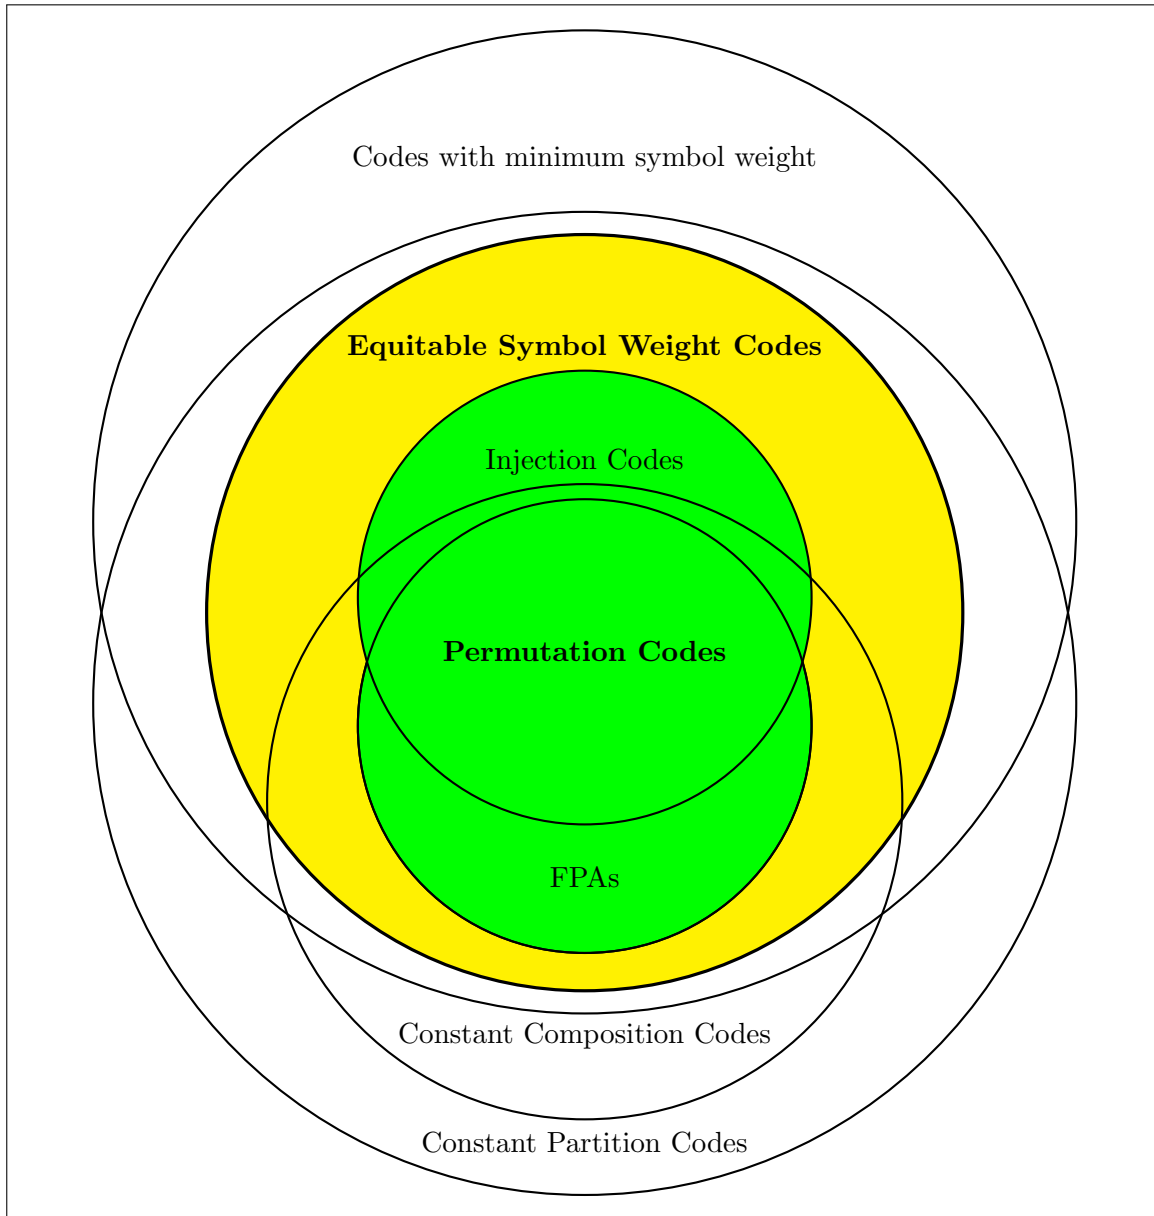 Codes with minimum symbol weight
Equitable Symbol Weight Codes
Injection Codes
Permutation Codes
FPAs
Constant Composition Codes
Constant Partition Codes